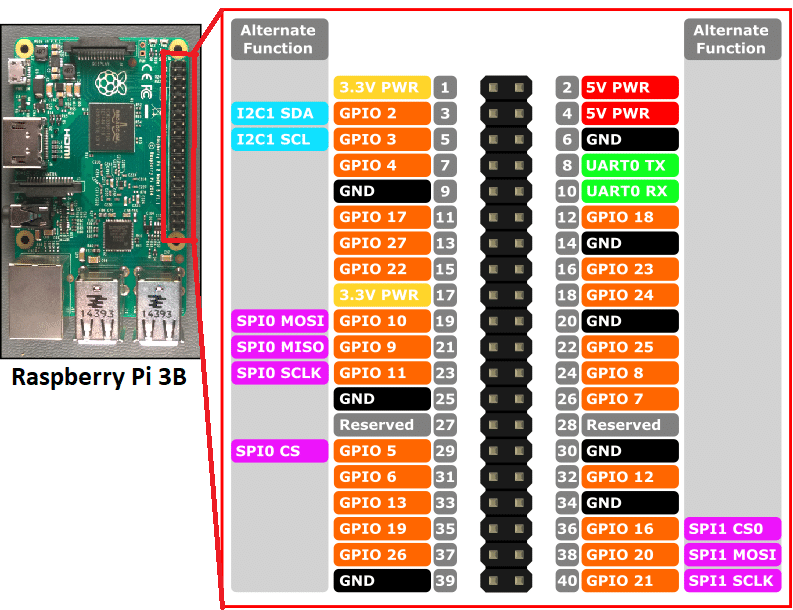 Alternate Function
Alternate Function
3.3V PWR 1 2 5V PWR
I2C1 SDA GPIO 2 3 4 5V PWR
I2C1 SCL GPIO 3 5 6 GND
GPIO 4 7 8 UART0 TX
GND 9 10 UART0 RX
GPIO 17 11 12 GPIO 18
GPIO 27 13 14 GND
GPIO 22 15 16 GPIO 23
3.3V PWR 17 18 GPIO 24
SPI0 MOSI GPIO 10 19 20 GND
SPI0 MISO GPIO 9 21 22 GPIO 25
SPI0 SCLK GPIO 11 23 24 GPIO 8
GND 25 26 GPIO 7
Reserved 27 28 Reserved
SPI0 CS GPIO 5 29 30 GND
GPIO 6 31 32 GPIO 12
GPIO 13 33 34 GND
GPIO 19 35 36 GPIO 16 SPI1 CS0
GPIO 26 37 38 GPIO 20 SPI1 MOSI
GND 39 40 GPIO 21 SPI1 SCLK
HDMI
14393
14393
Raspberry Pi 3B